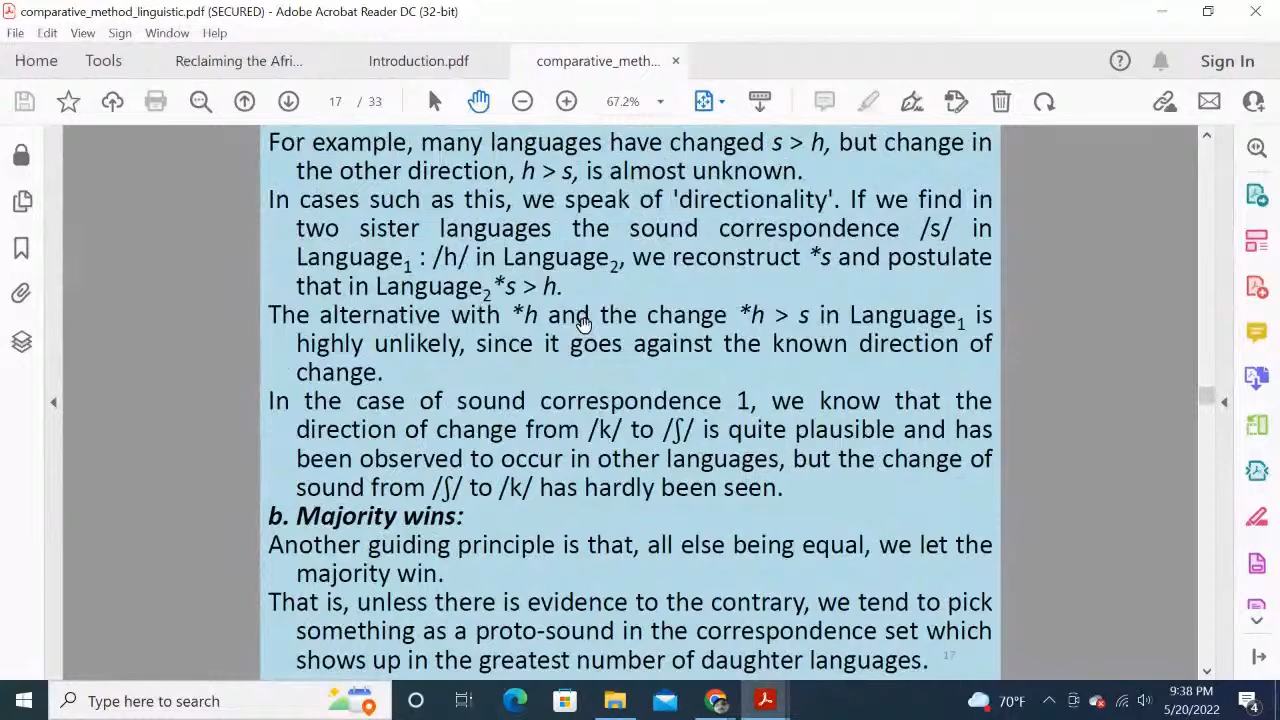 comparative_method_linguistic.pdf (SECURED) - Adobe Acrobat Reader DC (32-bit)
File Edit View Sign Window Help
Home Tools Reclaiming the Afri... Introduction.pdf comparative_meth... × Sign In
17 / 33 67.2%
For example, many languages have changed s > h, but change in
the other direction, h > s, is almost unknown.
In cases such as this, we speak of 'directionality'. If we find in
two sister languages the sound correspondence /s/ in
Language₁ : /h/ in Language₂, we reconstruct *s and postulate
that in Language₂ *s > h.
The alternative with *h and the change *h > s in Language₁ is
highly unlikely, since it goes against the known direction of
change.
In the case of sound correspondence 1, we know that the
direction of change from /k/ to /ʃ/ is quite plausible and has
been observed to occur in other languages, but the change of
sound from /ʃ/ to /k/ has hardly been seen.
b. Majority wins:
Another guiding principle is that, all else being equal, we let the
majority win.
That is, unless there is evidence to the contrary, we tend to pick
something as a proto-sound in the correspondence set which
shows up in the greatest number of daughter languages. 17
Type here to search 70°F 9:38 PM
5/20/2022 4